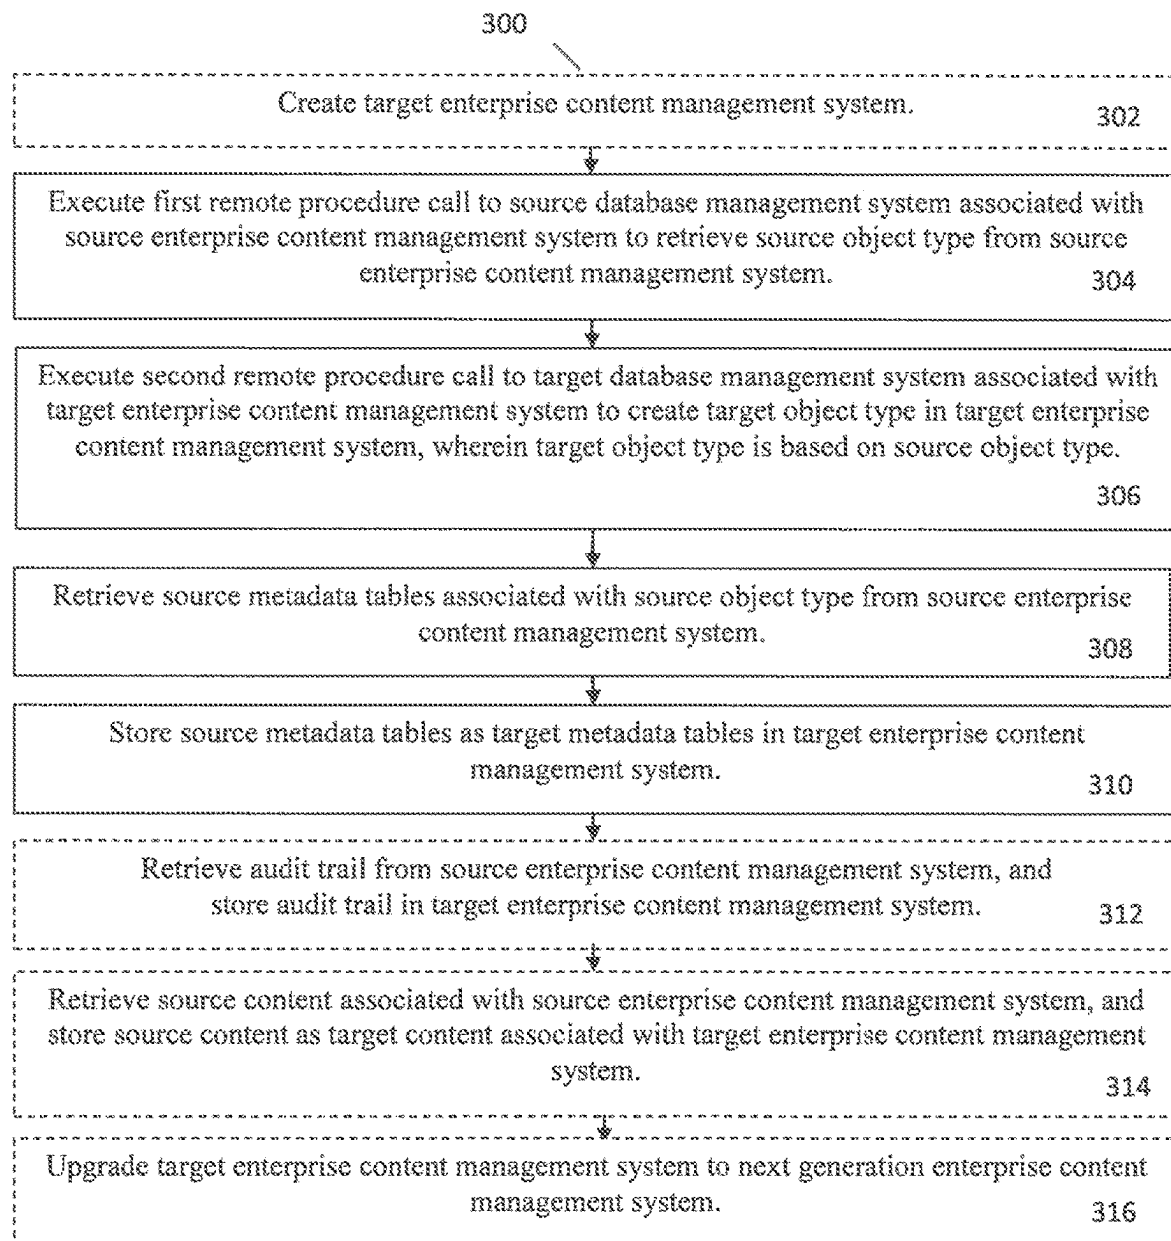 300
Create target enterprise content management system.
302
Execute first remote procedure call to source database management system associated with
source enterprise content management system to retrieve source object type from source
enterprise content management system.
304
Execute second remote procedure call to target database management system associated with
target enterprise content management system to create target object type in target enterprise
content management system, wherein target object type is based on source object type.
306
Retrieve source metadata tables associated with source object type from source enterprise
content management system.
308
Store source metadata tables as target metadata tables in target enterprise content
management system.
310
Retrieve audit trail from source enterprise content management system, and
store audit trail in target enterprise content management system.
312
Retrieve source content associated with source enterprise content management system, and
store source content as target content associated with target enterprise content management
system.
314
Upgrade target enterprise content management system to next generation enterprise content
management system.
316